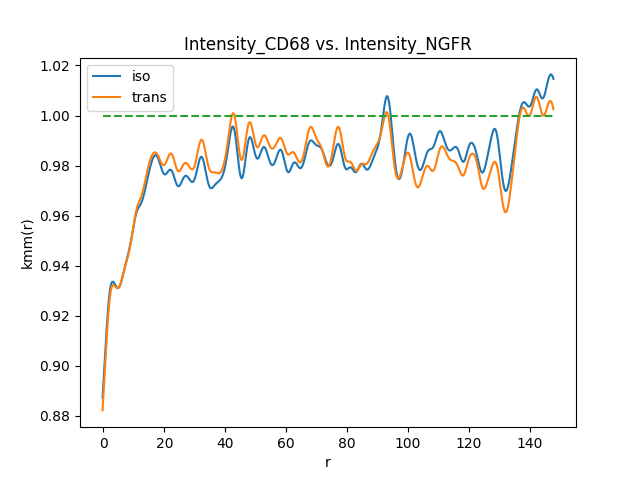 Intensity_CD68 vs. Intensity_NGFR
iso
trans
1.02
1.00
0.98
0.96
0.94
0.92
0.90
0.88
kmm(r)
0 20 40 60 80 100 120 140
r